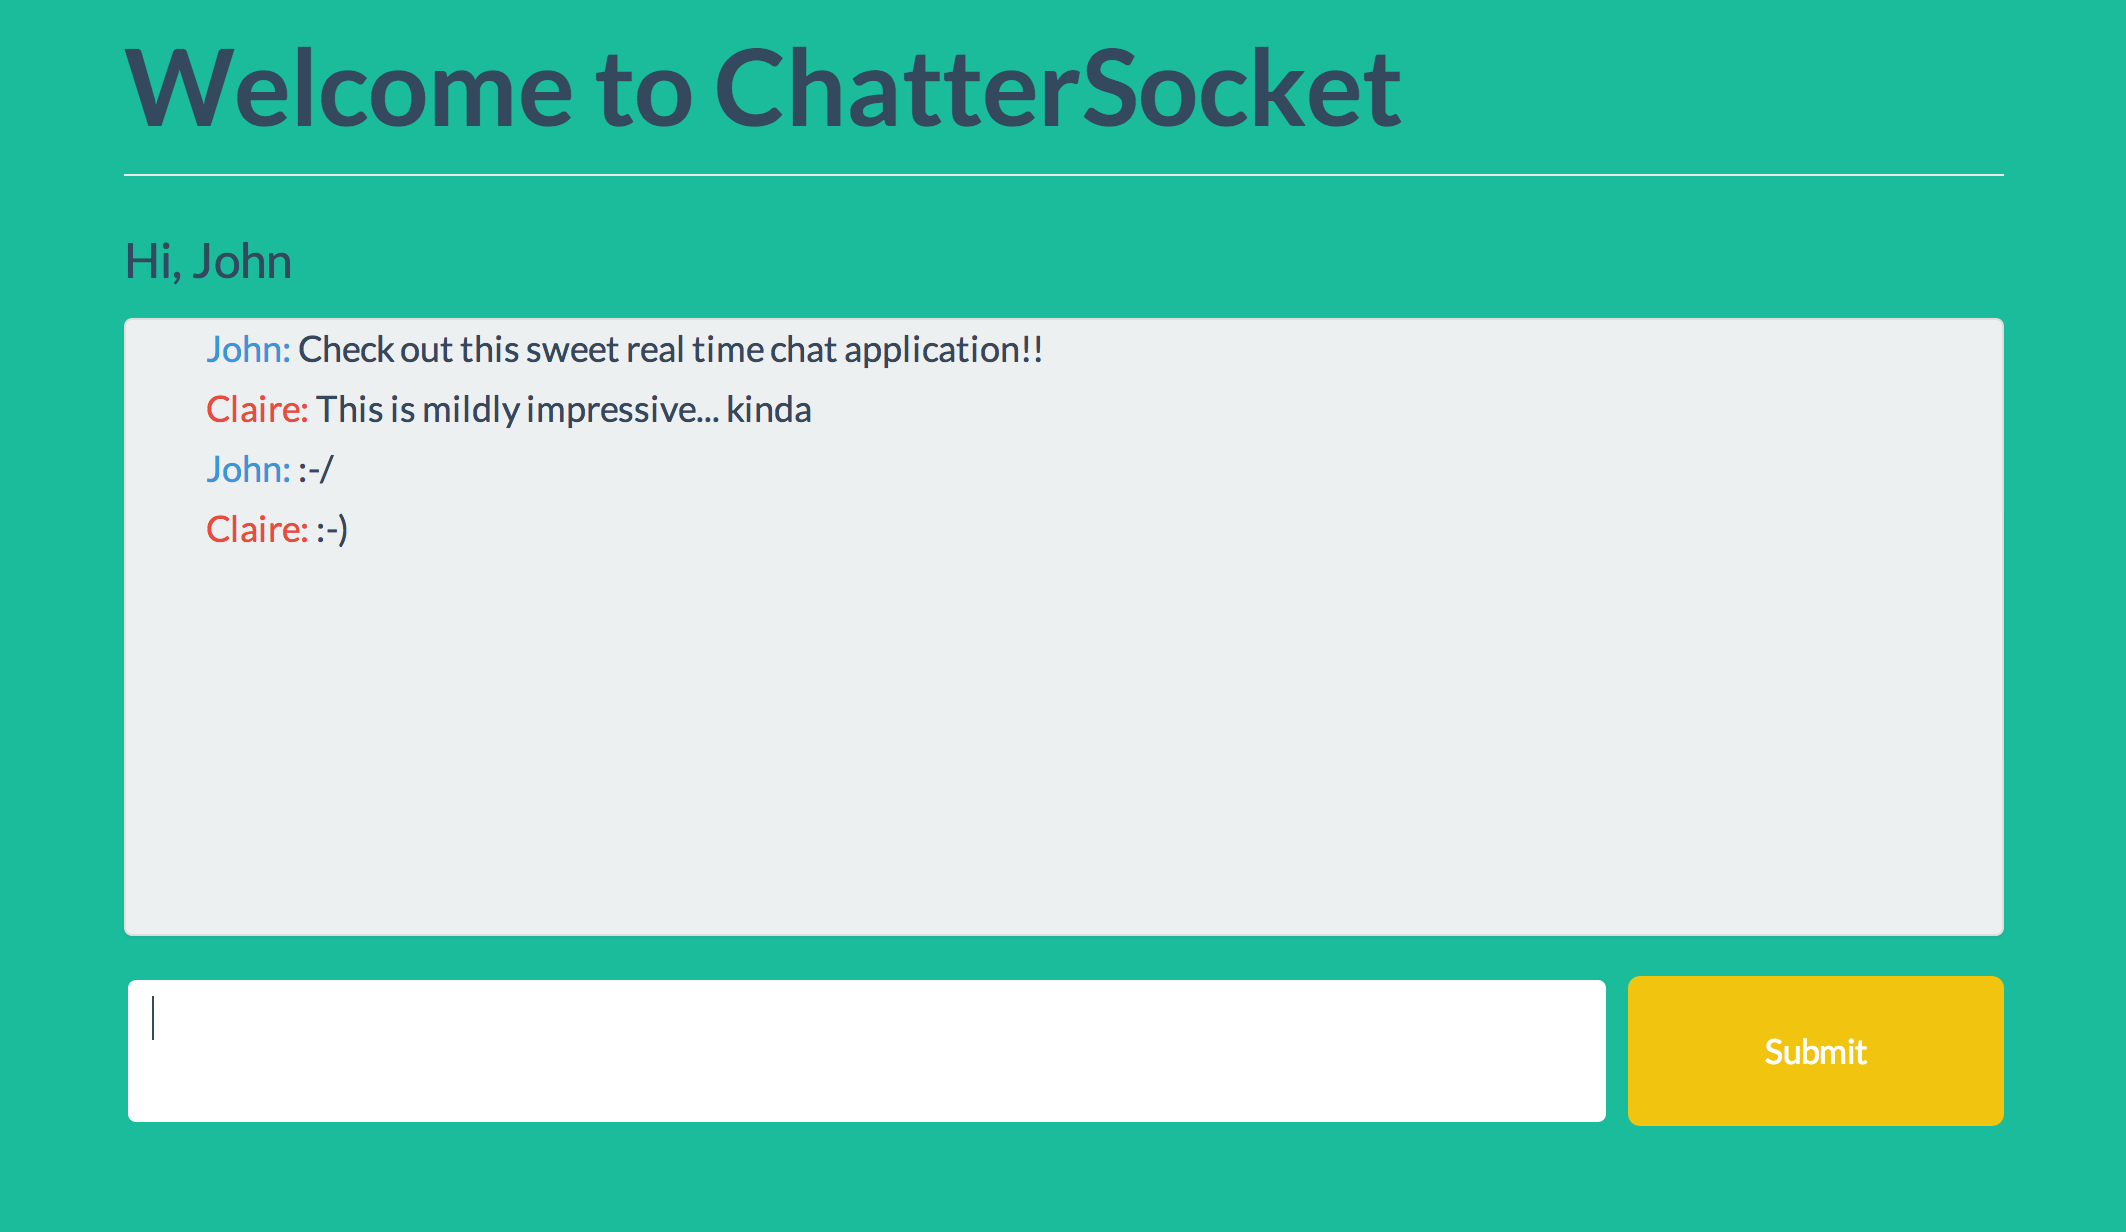 Welcome to ChatterSocket
Hi, John
John: Check out this sweet real time chat application!!
Claire: This is mildly impressive... kinda
John: :-/
Claire: :-)
Submit